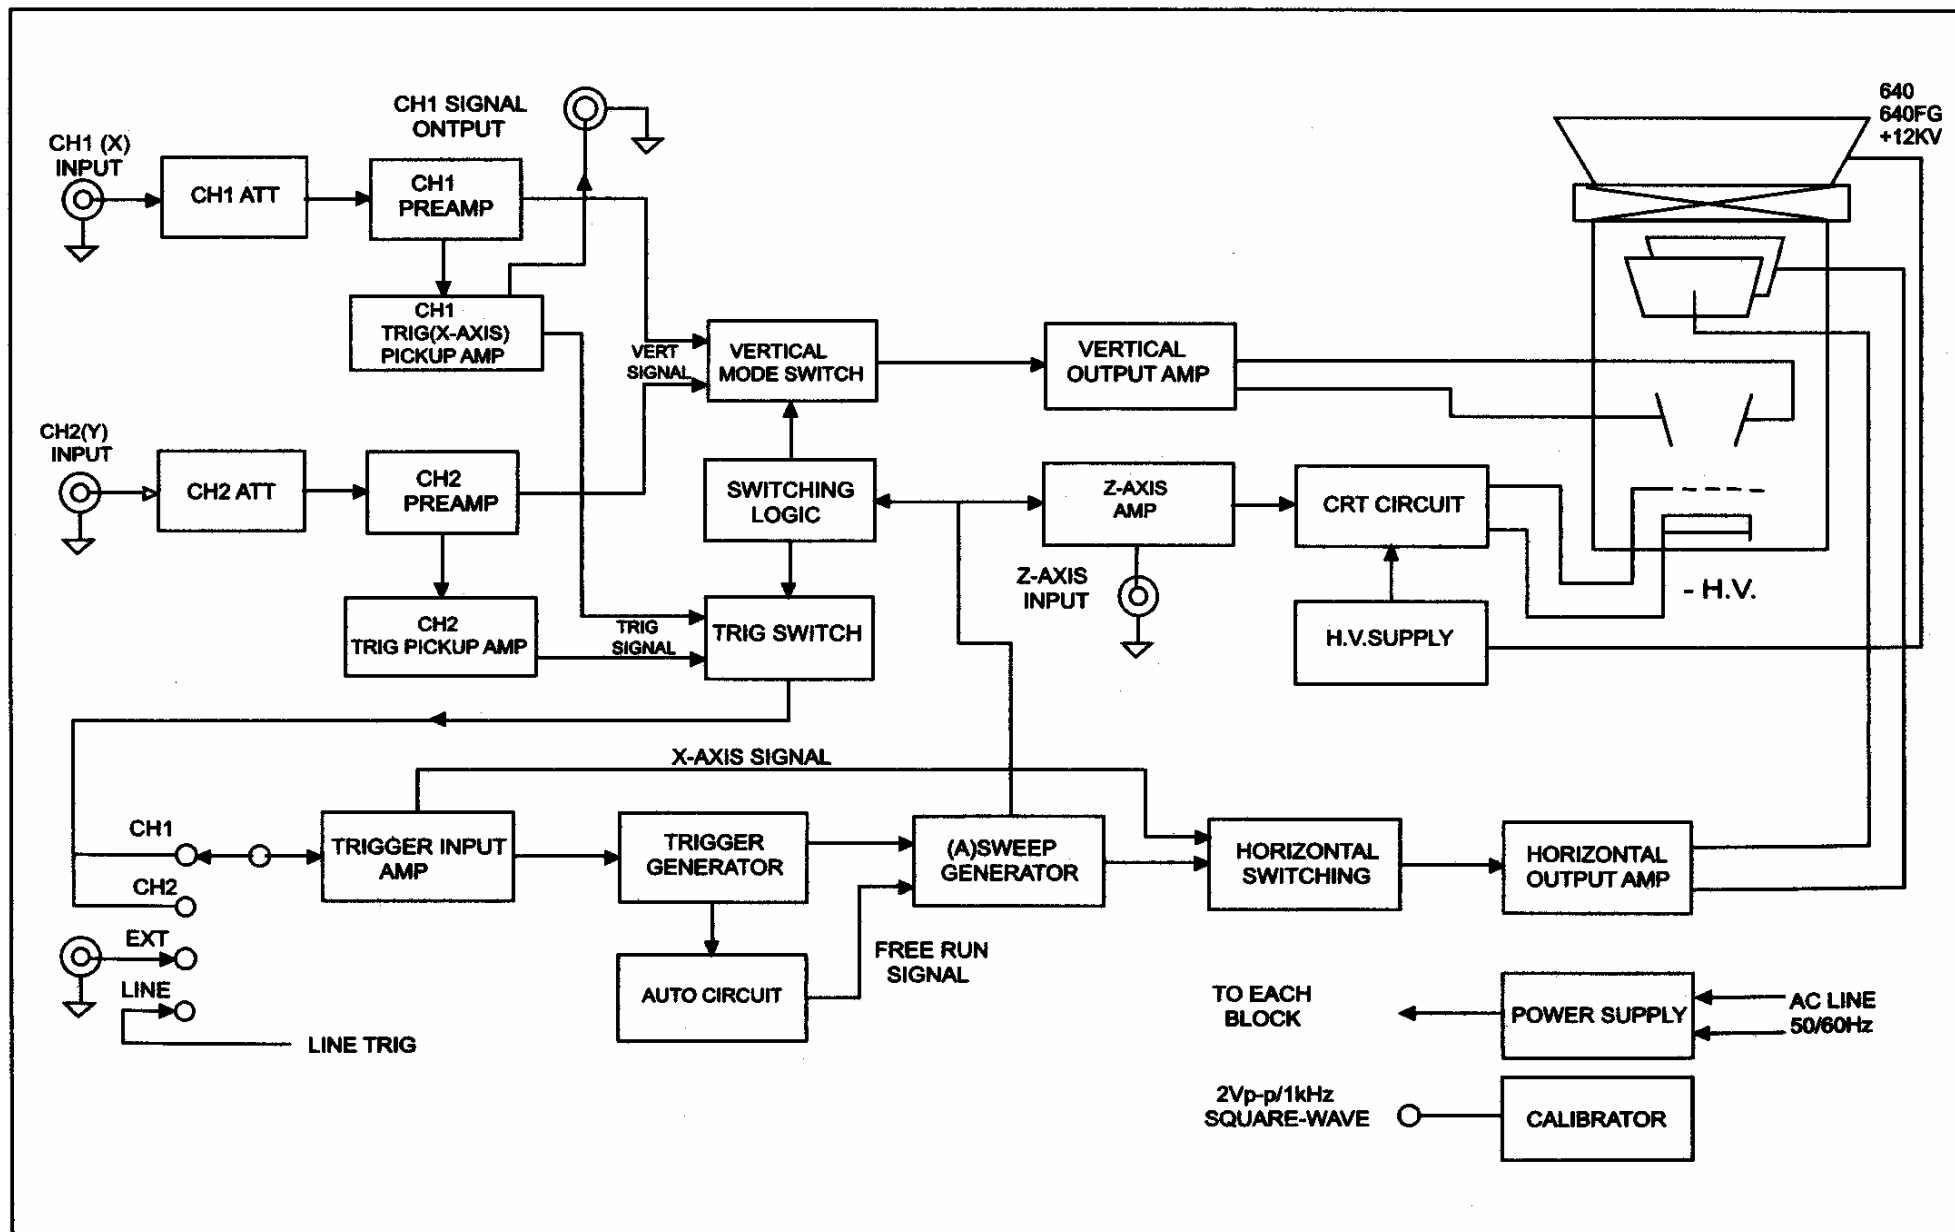 CH1 SIGNAL
ONTPUT
640
640FG
+12KV
CH1 (X)
INPUT
CH1 ATT
CH1
PREAMP
CH1
TRIG(X-AXIS)
PICKUP AMP
VERT
SIGNAL
VERTICAL
MODE SWITCH
VERTICAL
OUTPUT AMP
CH2(Y)
INPUT
CH2 ATT
CH2
PREAMP
SWITCHING
LOGIC
Z-AXIS
AMP
CRT CIRCUIT
Z-AXIS
INPUT
- H.V.
CH2
TRIG PICKUP AMP
TRIG
SIGNAL
TRIG SWITCH
H.V.SUPPLY
X-AXIS SIGNAL
CH1
TRIGGER INPUT
AMP
TRIGGER
GENERATOR
(A)SWEEP
GENERATOR
HORIZONTAL
SWITCHING
HORIZONTAL
OUTPUT AMP
CH2
EXT
LINE
LINE TRIG
AUTO CIRCUIT
FREE RUN
SIGNAL
TO EACH
BLOCK
POWER SUPPLY
AC LINE
50/60Hz
2Vp-p/1kHz
SQUARE-WAVE
CALIBRATOR